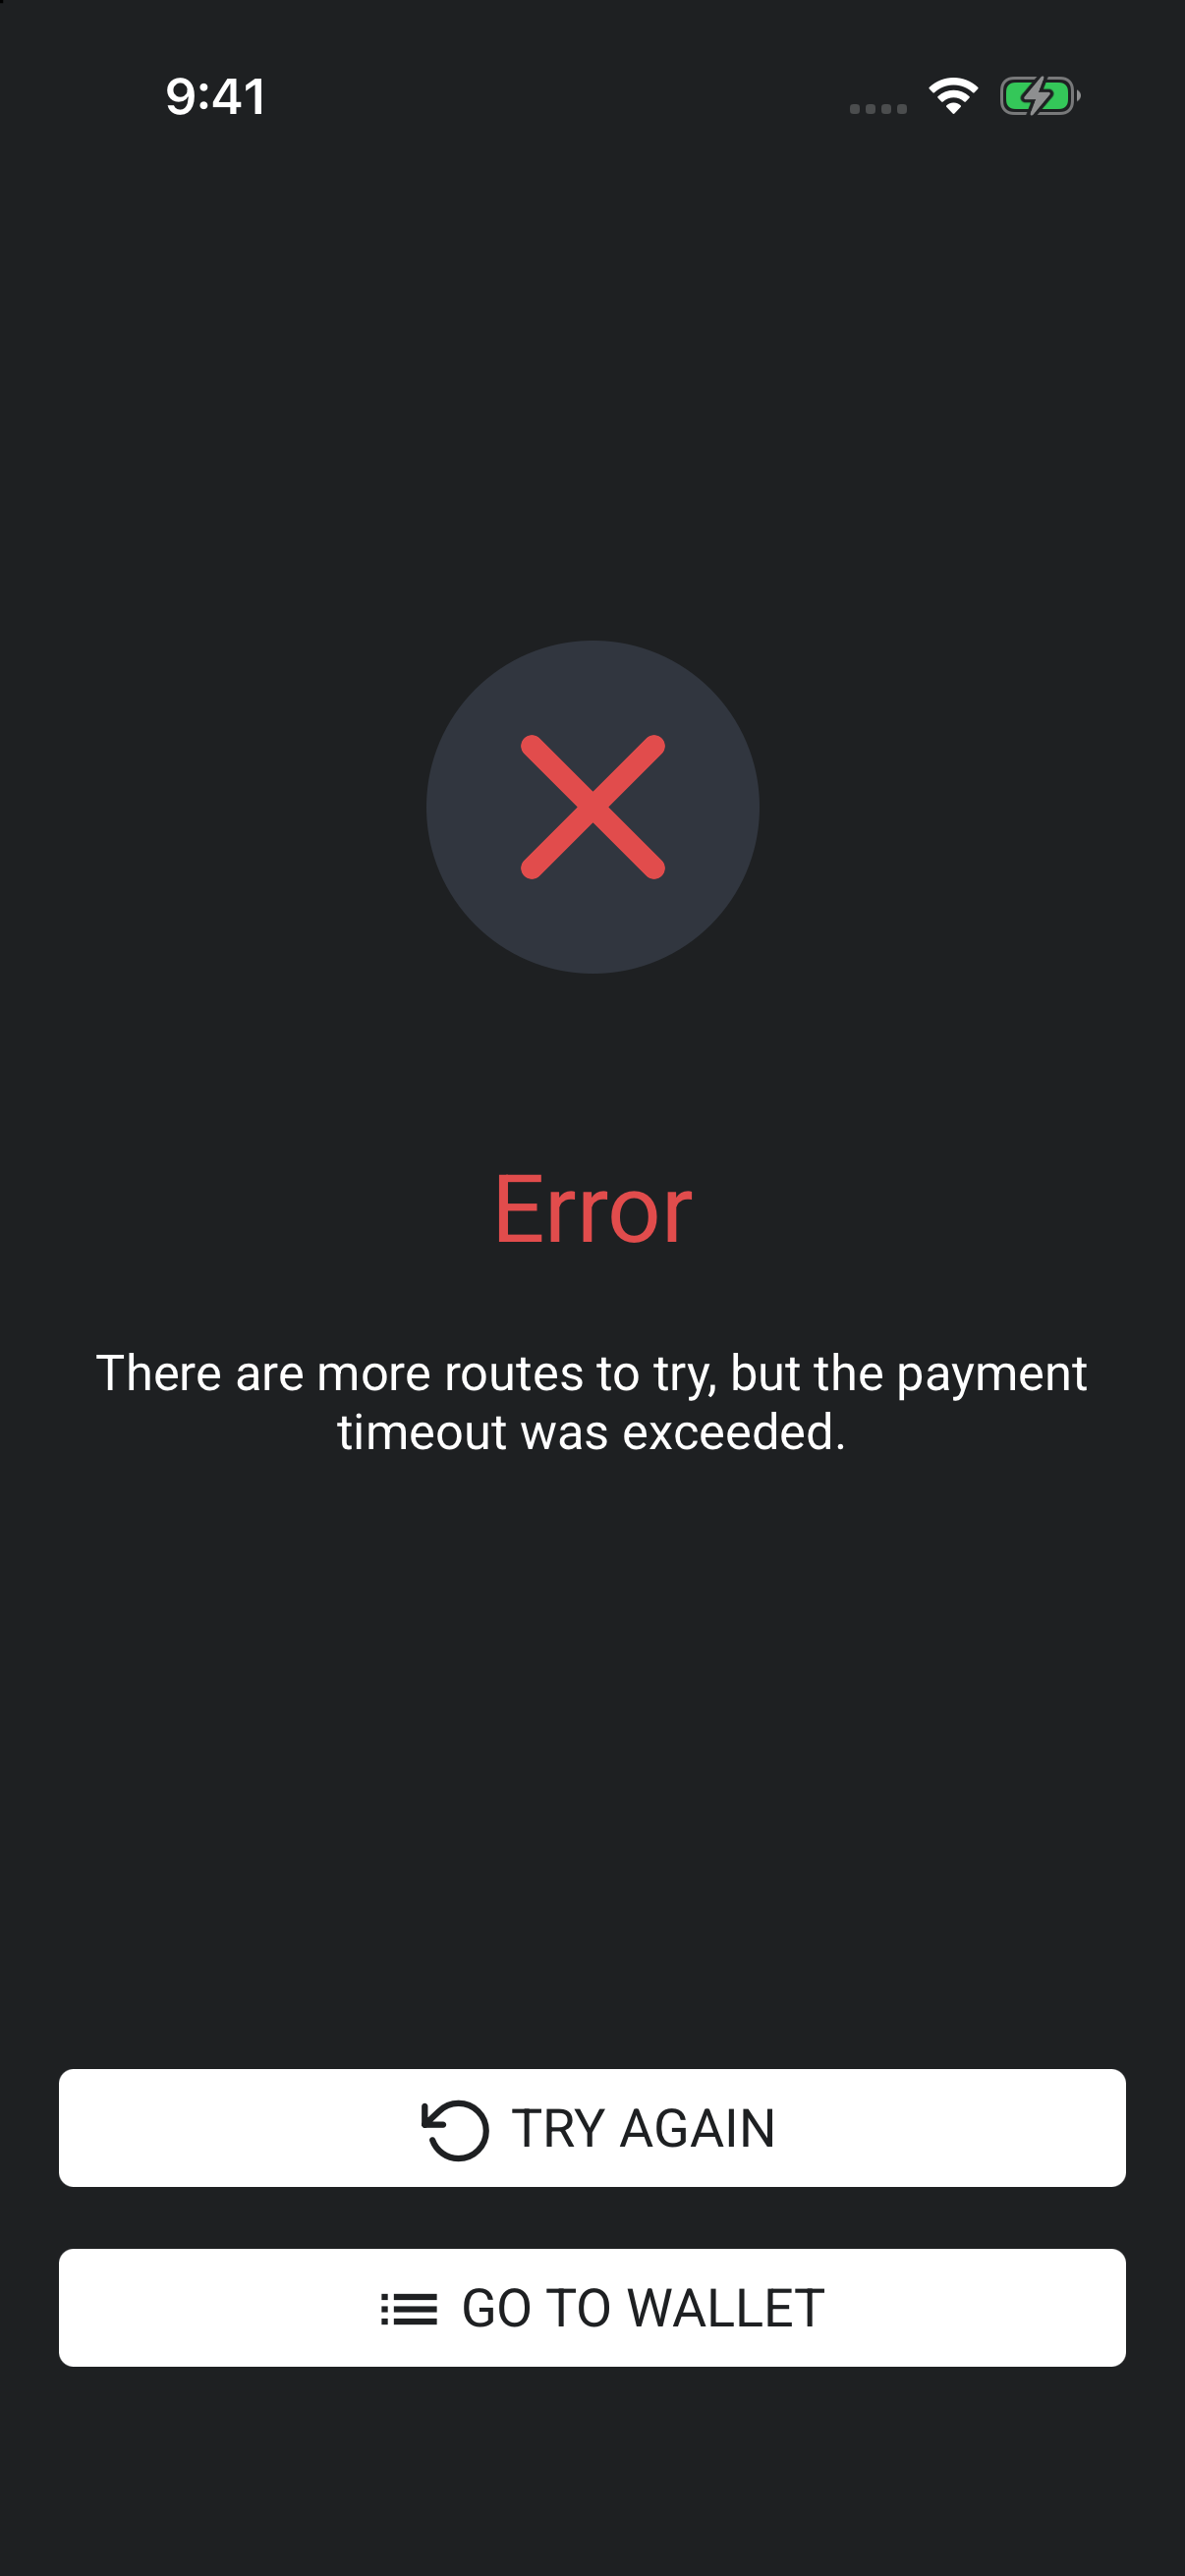 9:41
Error
There are more routes to try, but the payment
timeout was exceeded.
TRY AGAIN
GO TO WALLET